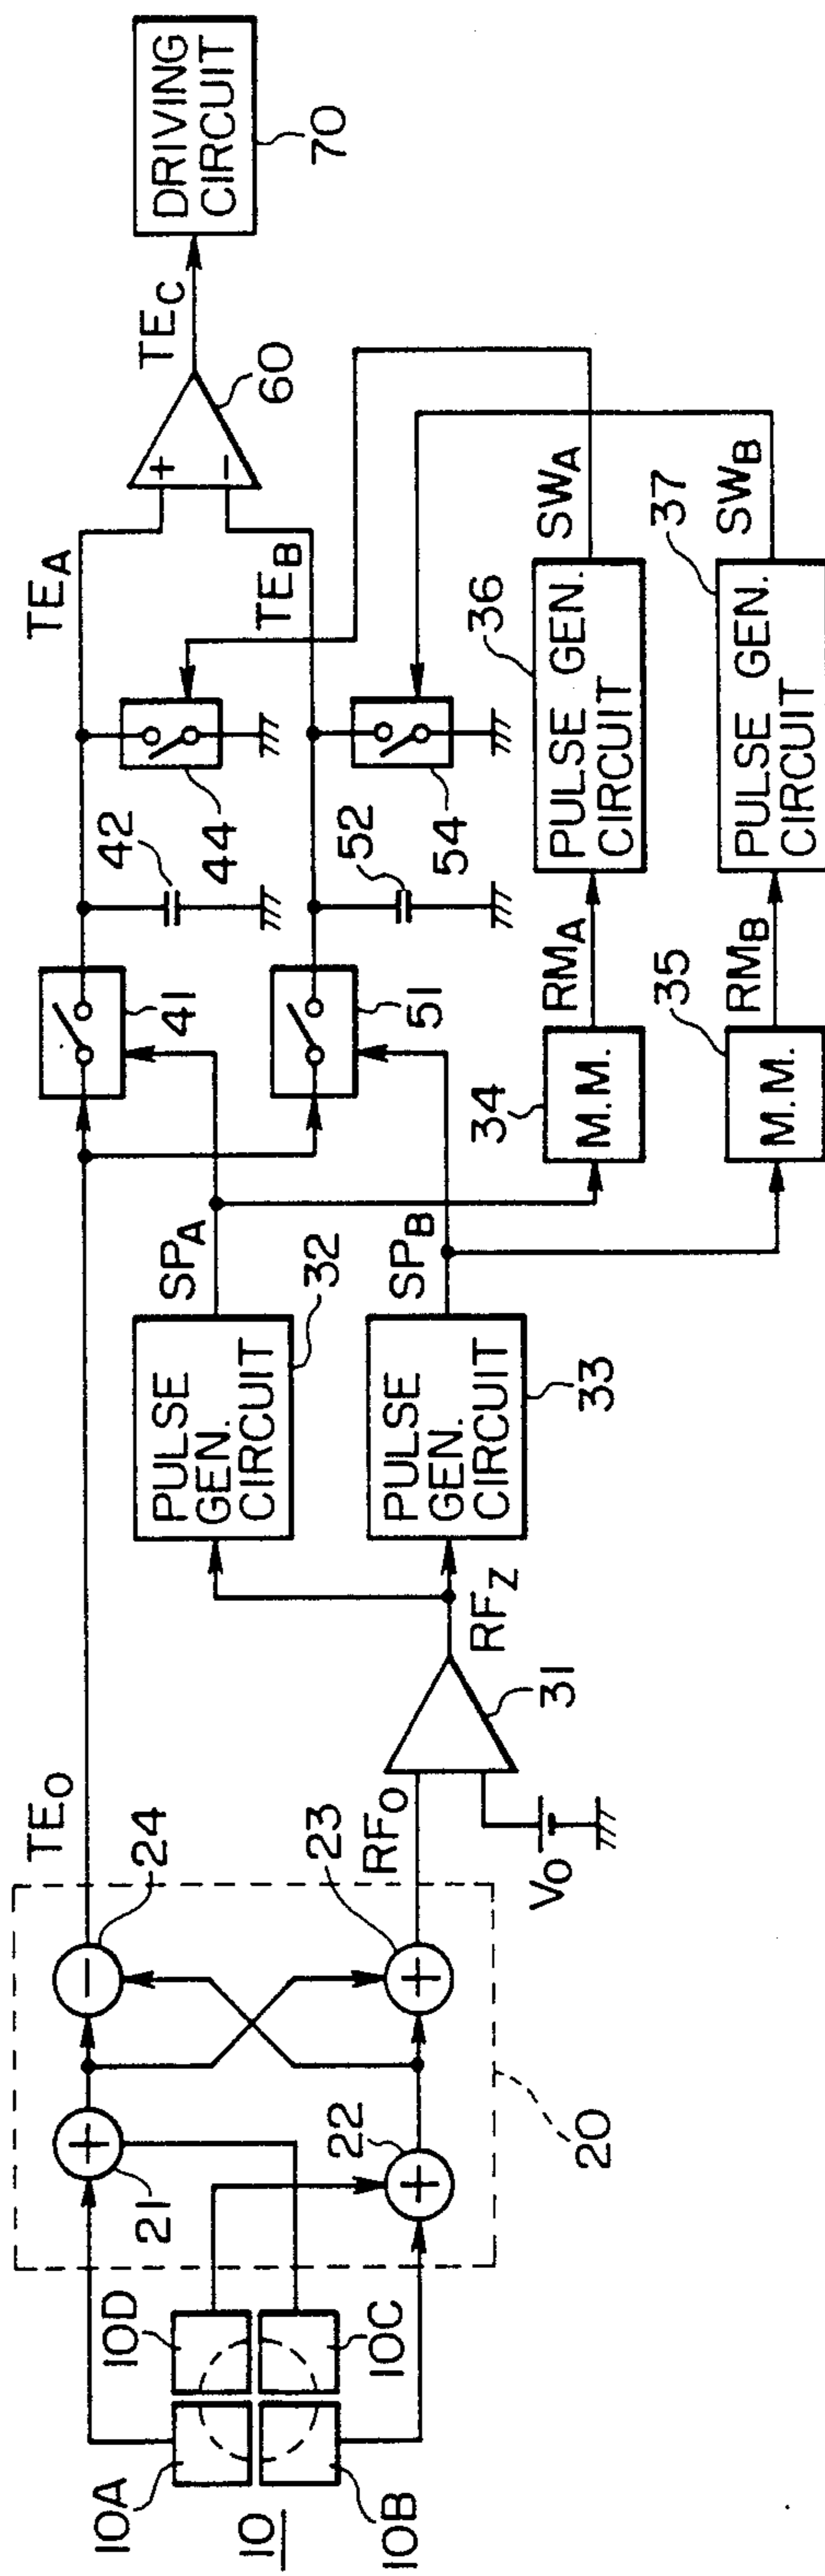 10A
10
10B
10D
10C
+
21
22
+
−
24
+
23
20
TE0
RF0
V0
31
RFZ
PULSE
GEN.
CIRCUIT
32
SPA
PULSE
GEN.
CIRCUIT
33
SPB
41
51
42
52
44
54
34
M.M.
35
M.M.
RMA
RMB
36
PULSE GEN.
CIRCUIT
37
PULSE GEN.
CIRCUIT
SWA
SWB
TEA
TEB
+
−
60
TEC
DRIVING
CIRCUIT
70